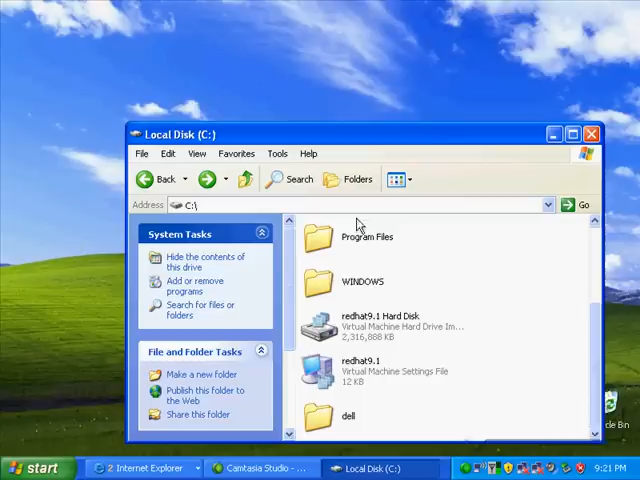 Local Disk (C:)
File Edit View Favorites Tools Help
Back Search Folders
Address C:\ Go
System Tasks
Hide the contents of
this drive
Add or remove
programs
Search for files or
folders
File and Folder Tasks
Make a new folder
Publish this folder to
the Web
Share this folder
Program Files
WINDOWS
redhat9.1 Hard Disk
Virtual Machine Hard Drive Im...
2,316,888 KB
redhat9.1
Virtual Machine Settings File
12 KB
dell
cle Bin
start 2 Internet Explorer Camtasia Studio - ... Local Disk (C:) 9:21 PM